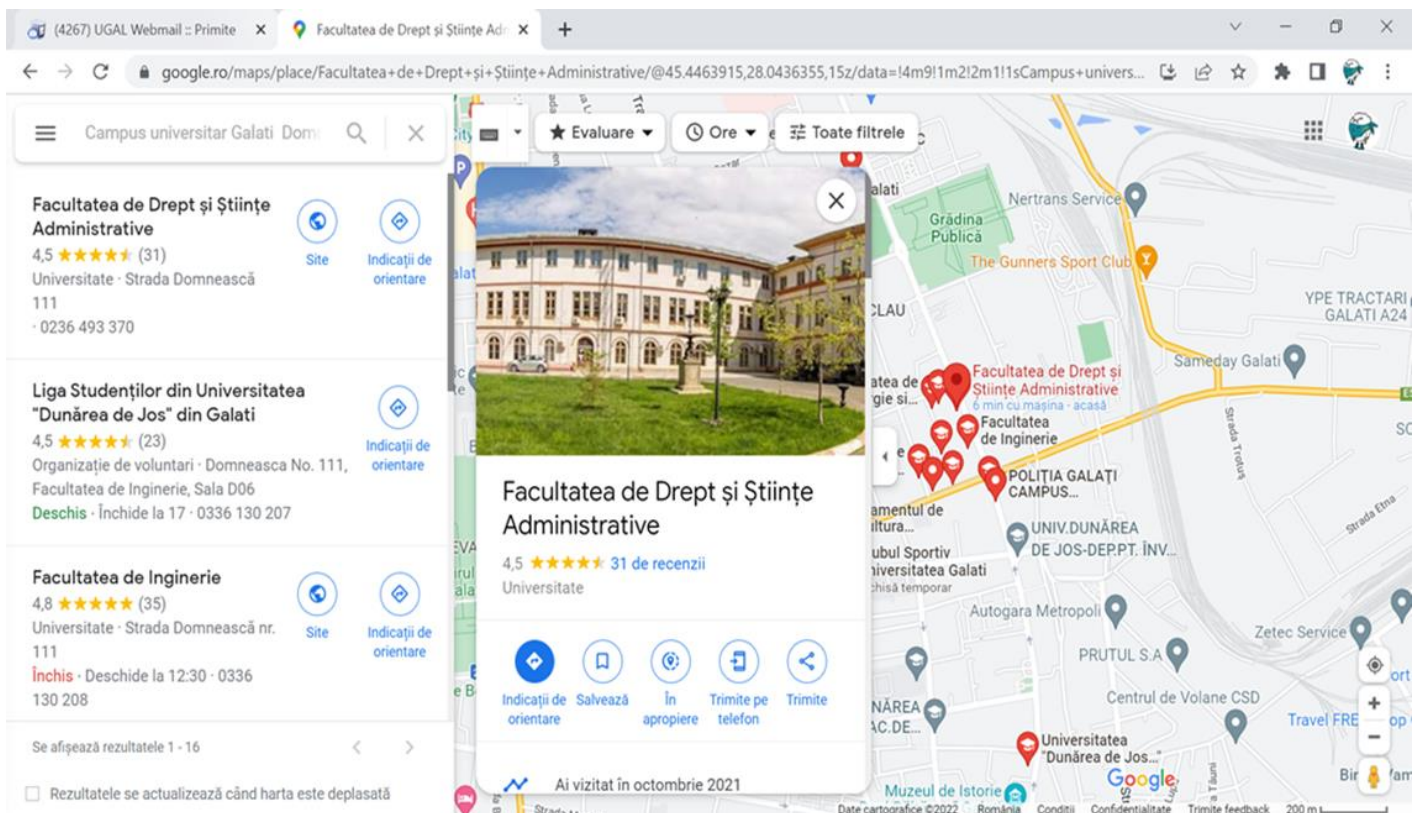 (4267) UGAL Webmail :: Primite
Facultatea de Drept și Științe Adm
google.ro/maps/place/Facultatea+de+Drept+și+Științe+Administrative/@45.4463915,28.0436355,15z/data=!4m9!1m2!2m1!1sCampus+univers...
Campus universitar Galati Dom
Evaluare
Ore
Toate filtrele
Facultatea de Drept și Științe
Administrative
4,5 (31)
Universitate · Strada Domnească
111
· 0236 493 370
Site
Indicații de
orientare
Liga Studenților din Universitatea
"Dunărea de Jos" din Galati
4,5 (23)
Organizație de voluntari · Domneasca No. 111,
Facultatea de Inginerie, Sala D06
Deschis · Închide la 17 · 0336 130 207
Indicații de
orientare
Facultatea de Inginerie
4,8 (35)
Universitate · Strada Domnească nr.
111
Închis · Deschide la 12:30 · 0336
130 208
Site
Indicații de
orientare
Se afișează rezultatele 1 - 16
Rezultatele se actualizează când harta este deplasată
Facultatea de Drept și Științe
Administrative
4,5 31 de recenzii
Universitate
Indicații de
orientare
Salvează
În
apropiere
Trimite pe
telefon
Trimite
Ai vizitat în octombrie 2021
Nertrans Service
Grădina
Publică
The Gunners Sport Club
YPE TRACTARI
GALATI A24
Sameday Galati
Facultatea de Drept și
Științe Administrative
6 min cu mașina - acasă
Facultatea
de Inginerie
POLIȚIA GALAȚI
CAMPUS...
UNIV.DUNĂREA
DE JOS-DEP.PT. ÎNV...
Strada Trotuș
Strada Etna
Autogara Metropoli
Zetec Service
PRUTUL S.A
Centrul de Volane CSD
Travel FRE
Universitatea
"Dunărea de Jos..."
Muzeul de Istorie
Google
Date cartografice ©2022 România Condiții Confidențialitate Trimite feedback 200 m